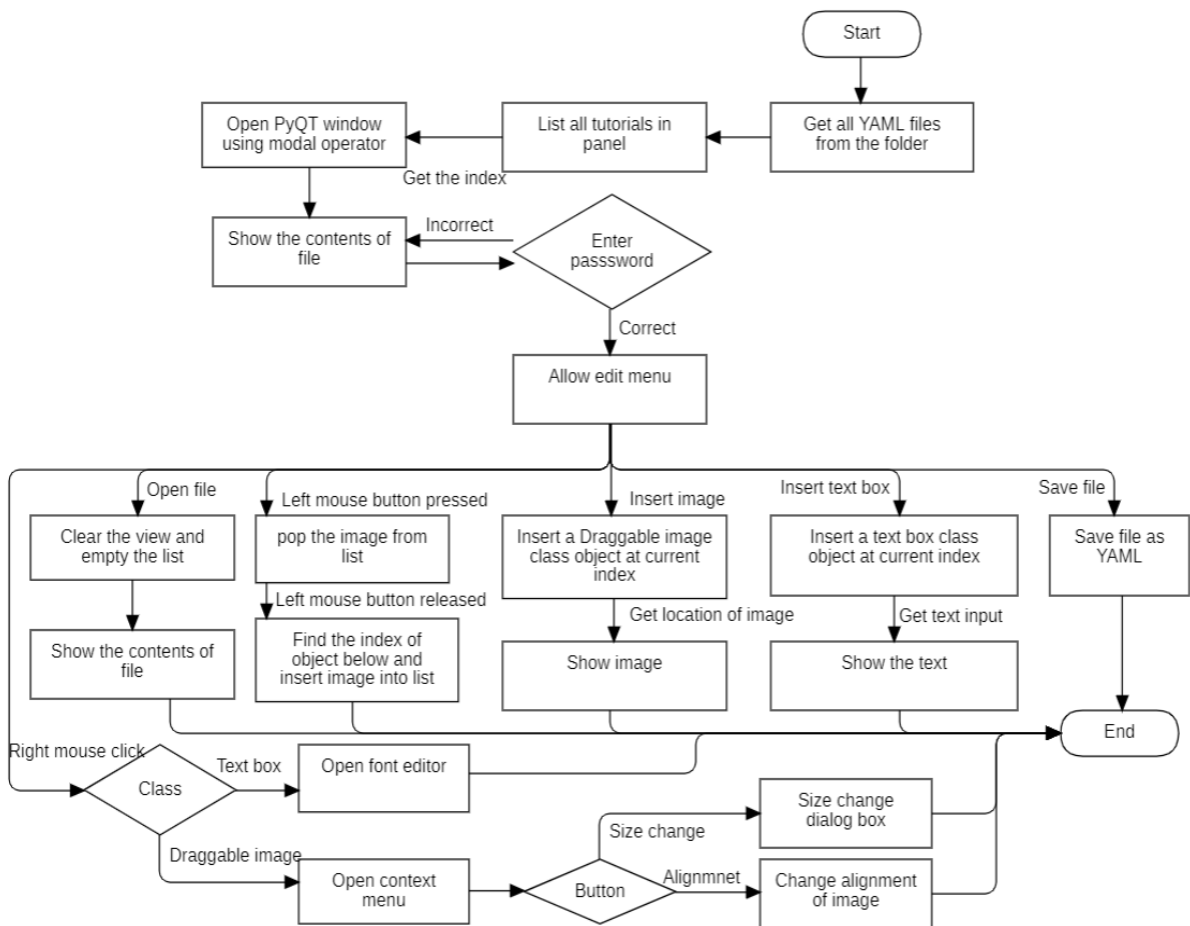 Start
Open PyQT window
using modal operator
List all tutorials in
panel
Get all YAML files
from the folder
Get the index
Show the contents of
file
Incorrect
Enter
passsword
Correct
Allow edit menu
Open file
Left mouse button pressed
Insert image
Insert text box
Save file
Clear the view and
empty the list
pop the image from
list
Insert a Draggable image
class object at current
index
Insert a text box class
object at current index
Save file as
YAML
Left mouse button released
Get location of image
Get text input
Show the contents of
file
Find the index of
object below and
insert image into list
Show image
Show the text
End
Right mouse click
Class
Text box
Open font editor
Draggable image
Open context
menu
Button
Size change
Size change
dialog box
Alignmnet
Change alignment
of image